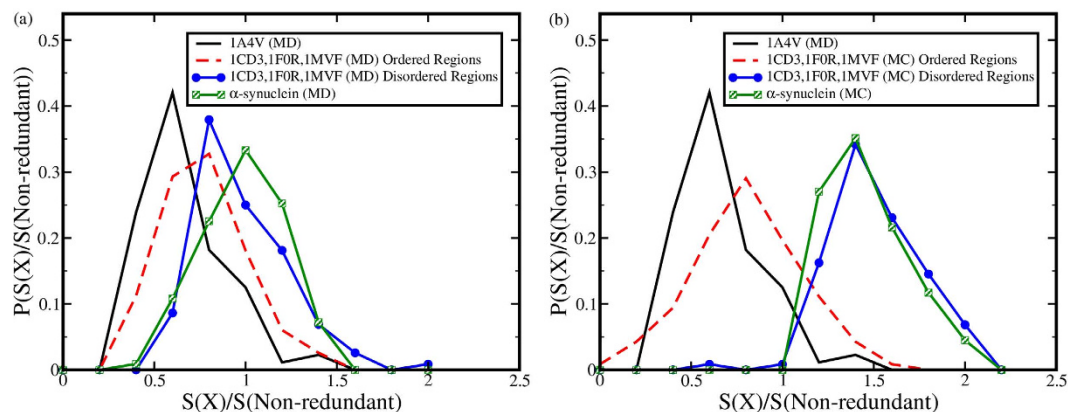 (a)
1A4V (MD)
1CD3,1F0R,1MVF (MD) Ordered Regions
1CD3,1F0R,1MVF (MD) Disordered Regions
α-synuclein (MD)
P(S(X)/S(Non-redundant))
0.5
0.4
0.3
0.2
0.1
0
0
0.5
1
1.5
2
2.5
S(X)/S(Non-redundant)
(b)
1A4V (MD)
1CD3,1F0R,1MVF (MC) Ordered Regions
1CD3,1F0R,1MVF (MC) Disordered Regions
α-synuclein (MC)
P(S(X)/S(Non-redundant))
0.5
0.4
0.3
0.2
0.1
0
0
0.5
1
1.5
2
2.5
S(X)/S(Non-redundant)